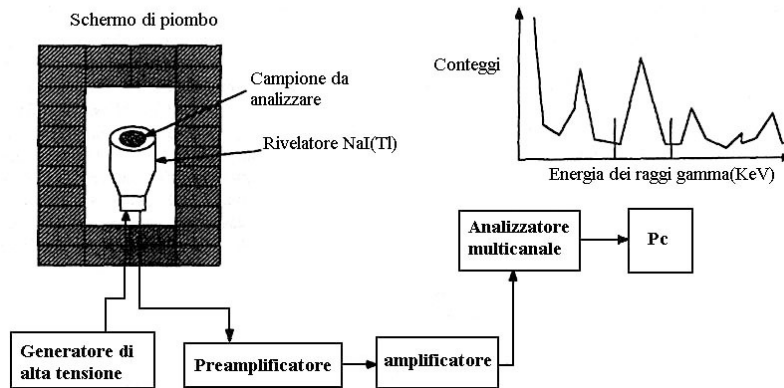 Schermo di piombo
Campione da
analizzare
Rivelatore NaI(Tl)
Conteggi
Energia dei raggi gamma(KeV)
Analizzatore
multicanale
Pc
Generatore di
alta tensione
Preamplificatore
amplificatore